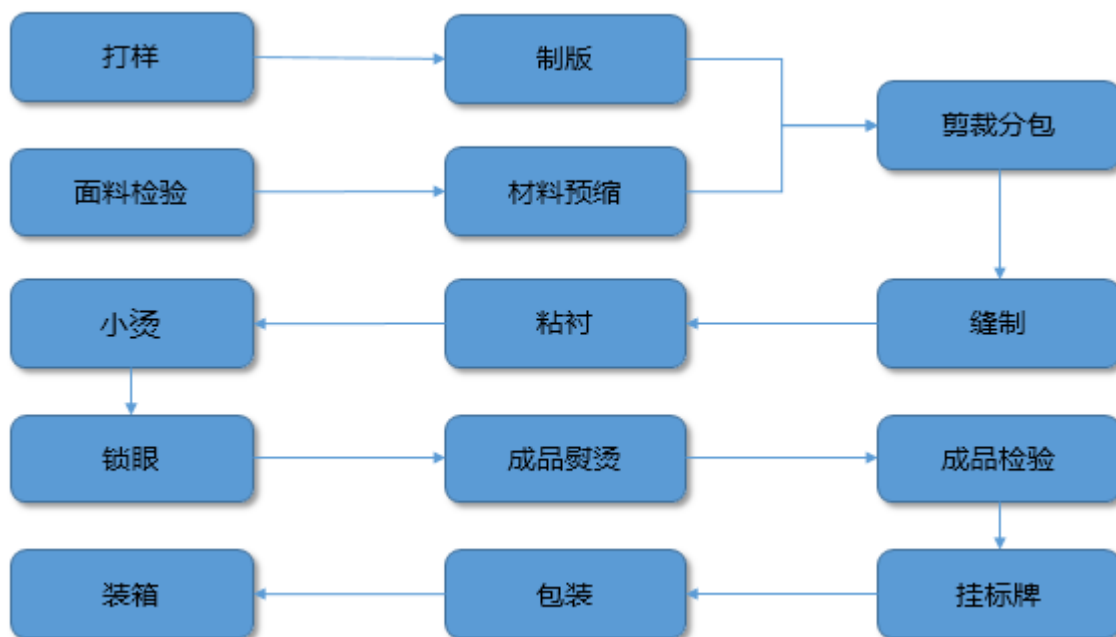 打样
制版
剪裁分包
面料检验
材料预缩
小烫
粘衬
缝制
锁眼
成品熨烫
成品检验
装箱
包装
挂标牌